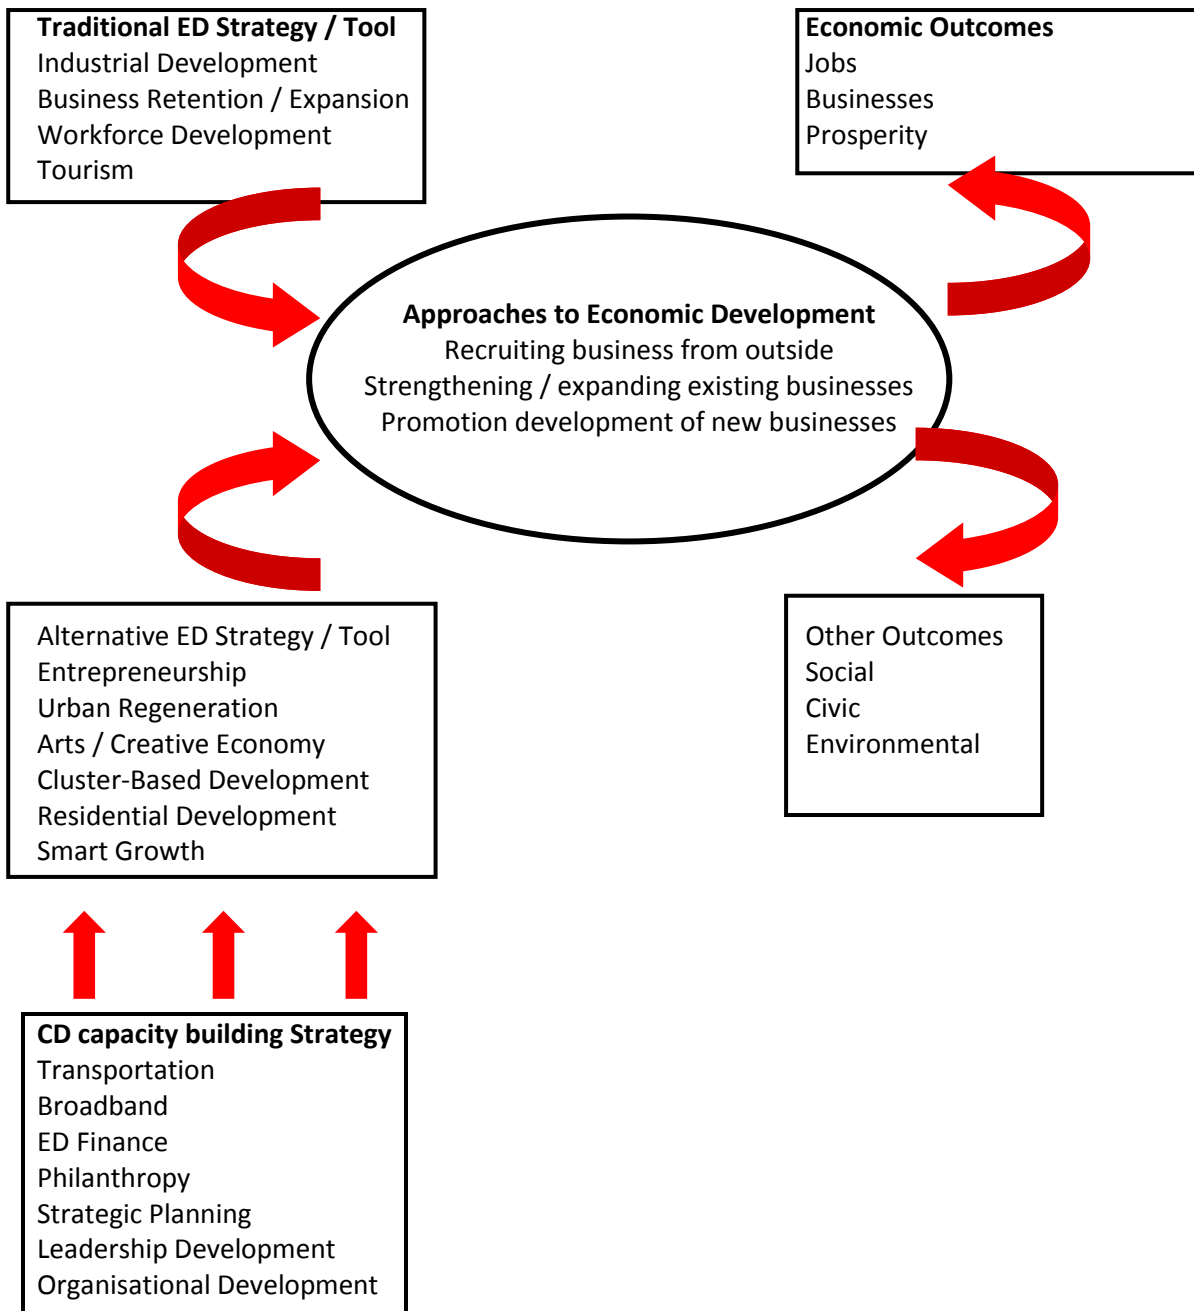 Traditional ED Strategy / Tool
Industrial Development
Business Retention / Expansion
Workforce Development
Tourism
Economic Outcomes
Jobs
Businesses
Prosperity
Approaches to Economic Development
Recruiting business from outside
Strengthening / expanding existing businesses
Promotion development of new businesses
Alternative ED Strategy / Tool
Entrepreneurship
Urban Regeneration
Arts / Creative Economy
Cluster-Based Development
Residential Development
Smart Growth
Other Outcomes
Social
Civic
Environmental
CD capacity building Strategy
Transportation
Broadband
ED Finance
Philanthropy
Strategic Planning
Leadership Development
Organisational Development